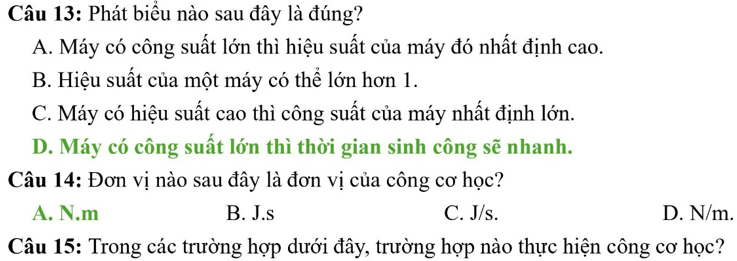 Câu 13: Phát biểu nào sau đây là đúng?
A. Máy có công suất lớn thì hiệu suất của máy đó nhất định cao.
B. Hiệu suất của một máy có thể lớn hơn 1.
C. Máy có hiệu suất cao thì công suất của máy nhất định lớn.
D. Máy có công suất lớn thì thời gian sinh công sẽ nhanh.
Câu 14: Đơn vị nào sau đây là đơn vị của công cơ học?
A. N.m B. J.s C. J/s. D. N/m.
Câu 15: Trong các trường hợp dưới đây, trường hợp nào thực hiện công cơ học?